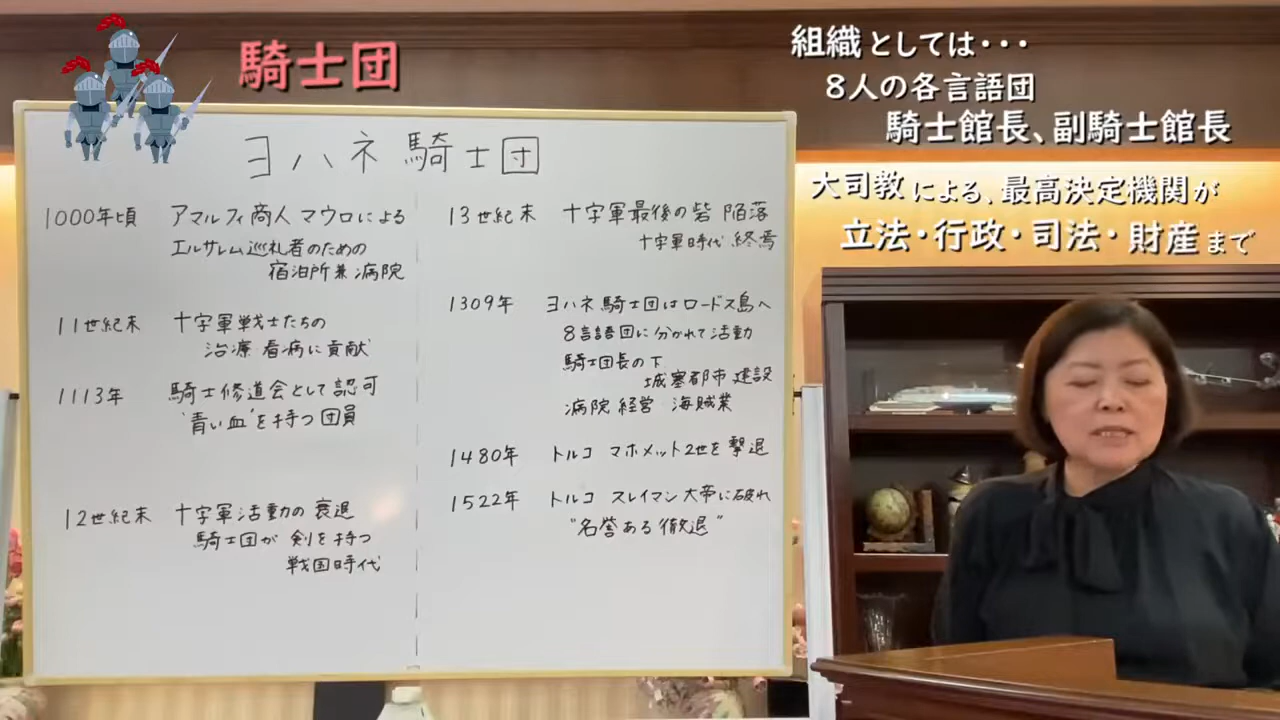 騎士団
組織としては・・・
8人の各言語団
騎士館長、副騎士館長
大司教による、最高決定機関が
立法・行政・司法・財産まで
ヨハネ騎士団
1000年頃 アマルフィ商人 マウロによる
エルサレム巡礼者のための
宿泊所兼病院
11世紀末 十字軍戦士たちの
治療 看病に貢献
1113年 騎士修道会として認可
"青い血"を持つ団員
12世紀末 十字軍活動の衰退
騎士団が剣を持つ
戦国時代
13世紀末 十字軍最後の砦 陥落
十字軍時代 終焉
1309年 ヨハネ騎士団はロードス島へ
8言語団に分かれて活動
騎士団長の下
城塞都市 建設
病院 経営・海賊業
1480年 トルコ マホメット2世を撃退
1522年 トルコ スレイマン大帝に破れ
"名誉ある撤退"